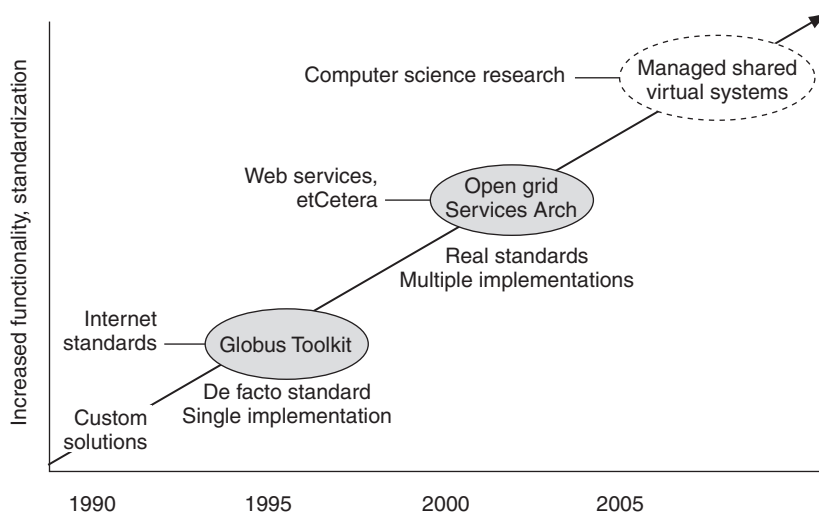 Computer science research
Managed shared
virtual systems
Web services,
etCetera
Open grid
Services Arch
Real standards
Multiple implementations
Internet
standards
Globus Toolkit
De facto standard
Single implementation
Custom
solutions
Increased functionality, standardization
1990
1995
2000
2005